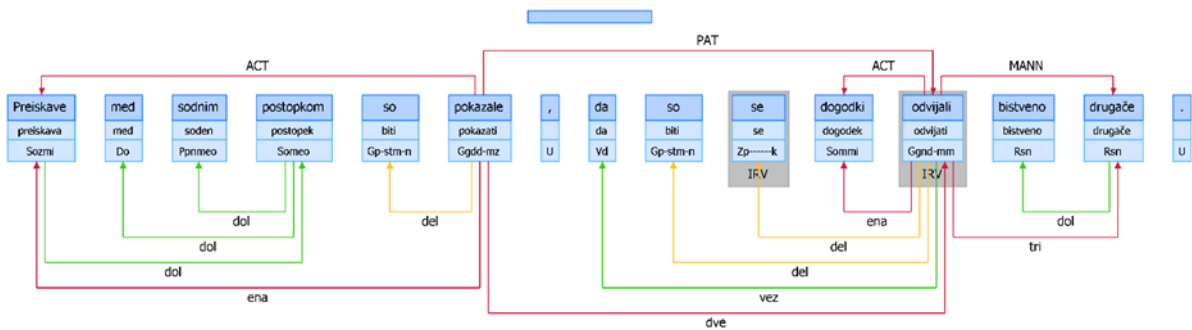 PAT
ACT ACT MANN
Preiskave med sodnim postopkom so pokazale , da so se dogodki odvijali bistveno drugače .
preiskava med soden postopek biti pokazati da biti se dogodek odvijati bistveno drugače
Sozmi Do Ppnmeo Someo Gp-stm-n Ggdd-mz U Vd Gp-stm-n Zp------k Sommi Ggnd-mm Rsn Rsn U
IRV IRV
dol del ena dol
dol del tri
dol del
ena vez
dve